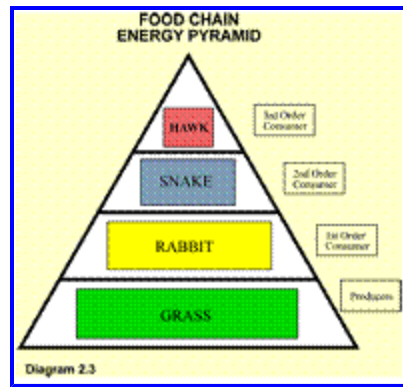 FOOD CHAIN
ENERGY PYRAMID
HAWK
3rd Order
Consumer
SNAKE
2nd Order
Consumer
RABBIT
1st Order
Consumer
Producers
GRASS
Diagram 2.3